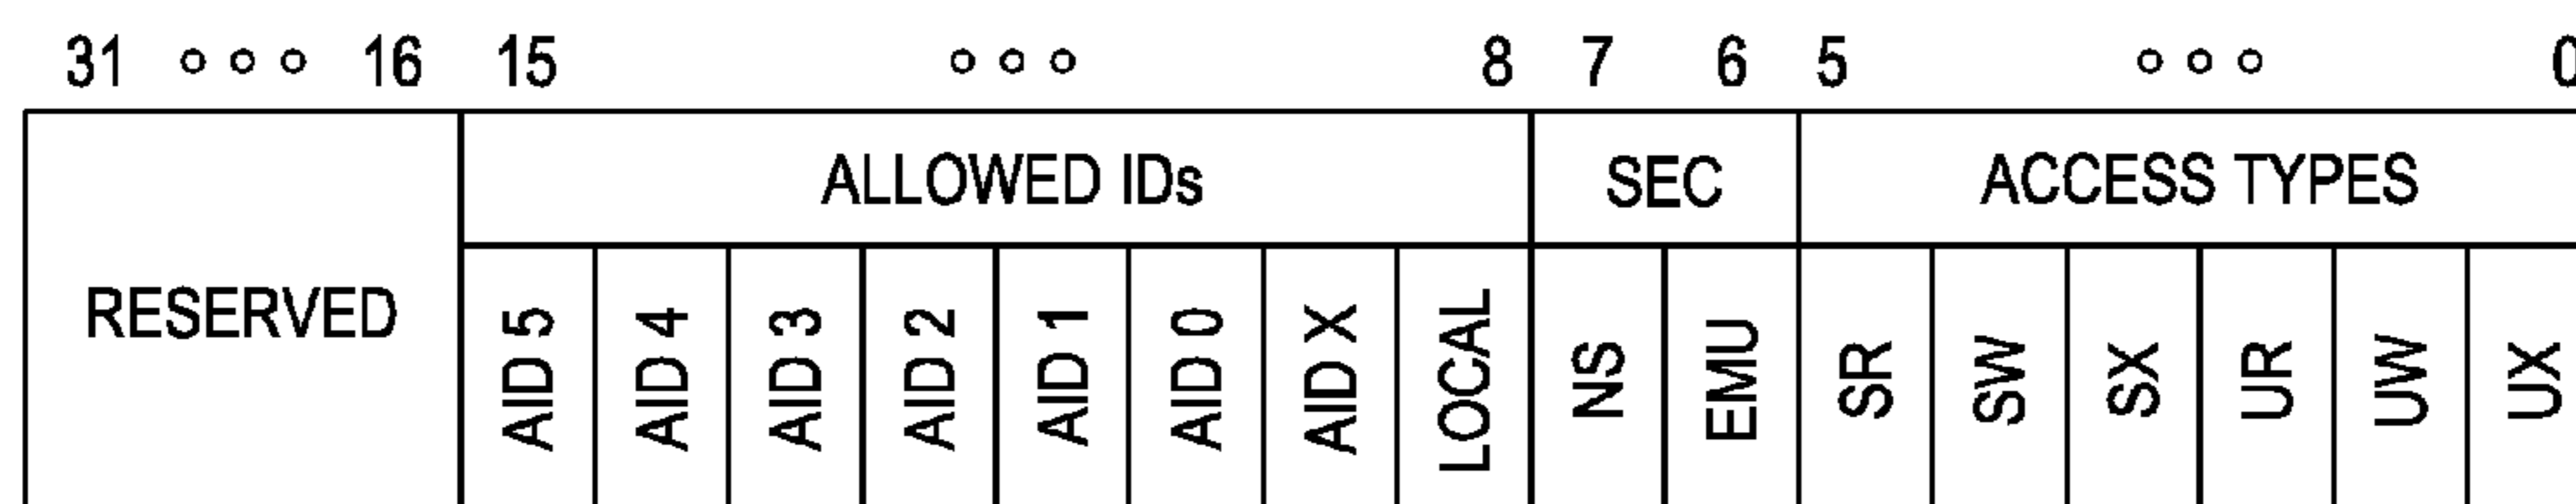 31 ∘ ∘ ∘ 16 15 ∘ ∘ ∘ 8 7 6 5 ∘ ∘ ∘ 0
ALLOWED IDs SEC ACCESS TYPES
RESERVED AID 5 AID 4 AID 3 AID 2 AID 1 AID 0 AID X LOCAL NS EMU SR SW SX UR UW UX